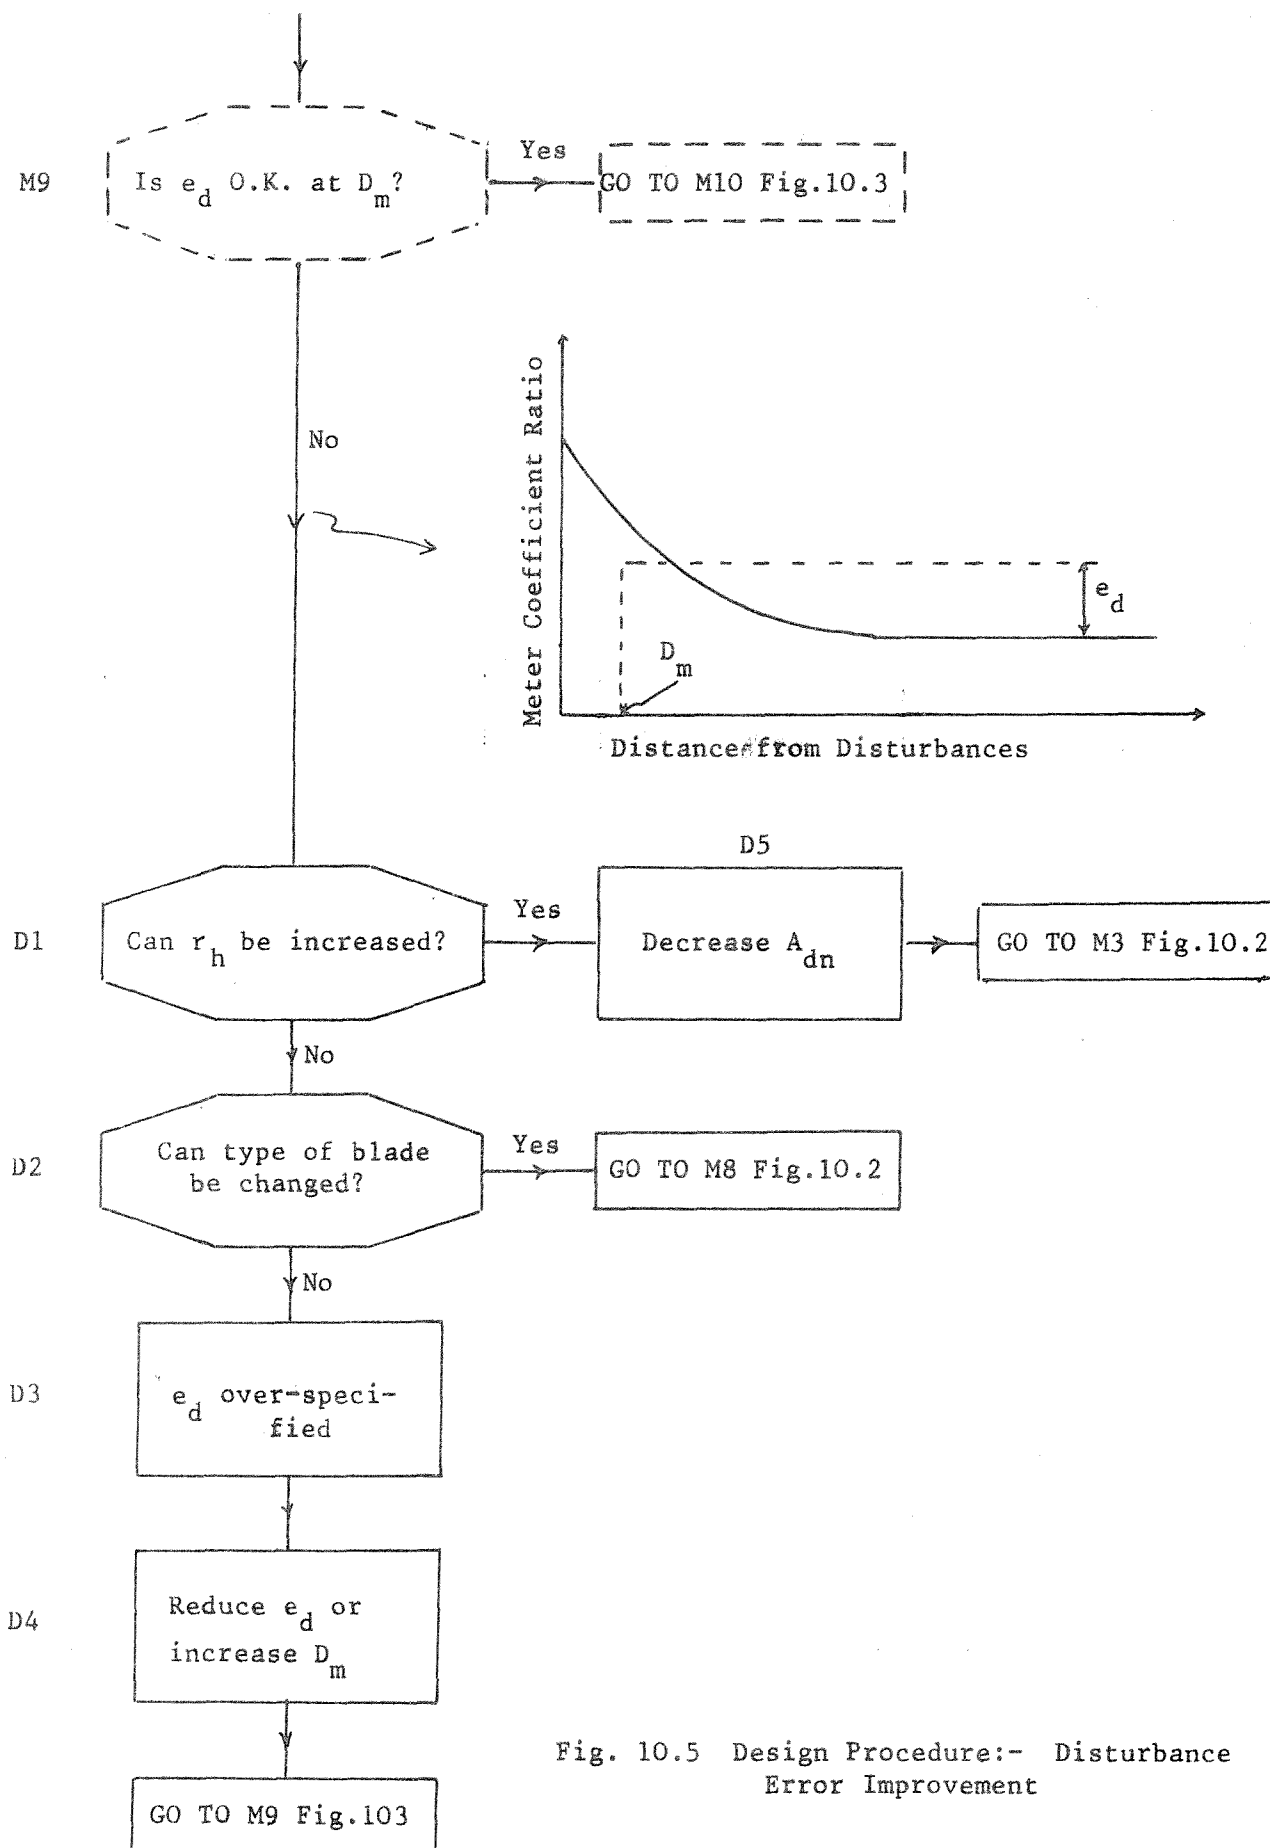 M9
Is e_d O.K. at D_m?
Yes
GO TO M10 Fig.10.3
No
Meter Coefficient Ratio
e_d
D_m
Distance from Disturbances
D5
D1
Can r_h be increased?
Yes
Decrease A_dn
GO TO M3 Fig.10.2
No
D2
Can type of blade
be changed?
Yes
GO TO M8 Fig.10.2
No
D3
e_d over-speci-
fied
D4
Reduce e_d or
increase D_m
Fig. 10.5 Design Procedure:- Disturbance
Error Improvement
GO TO M9 Fig.103